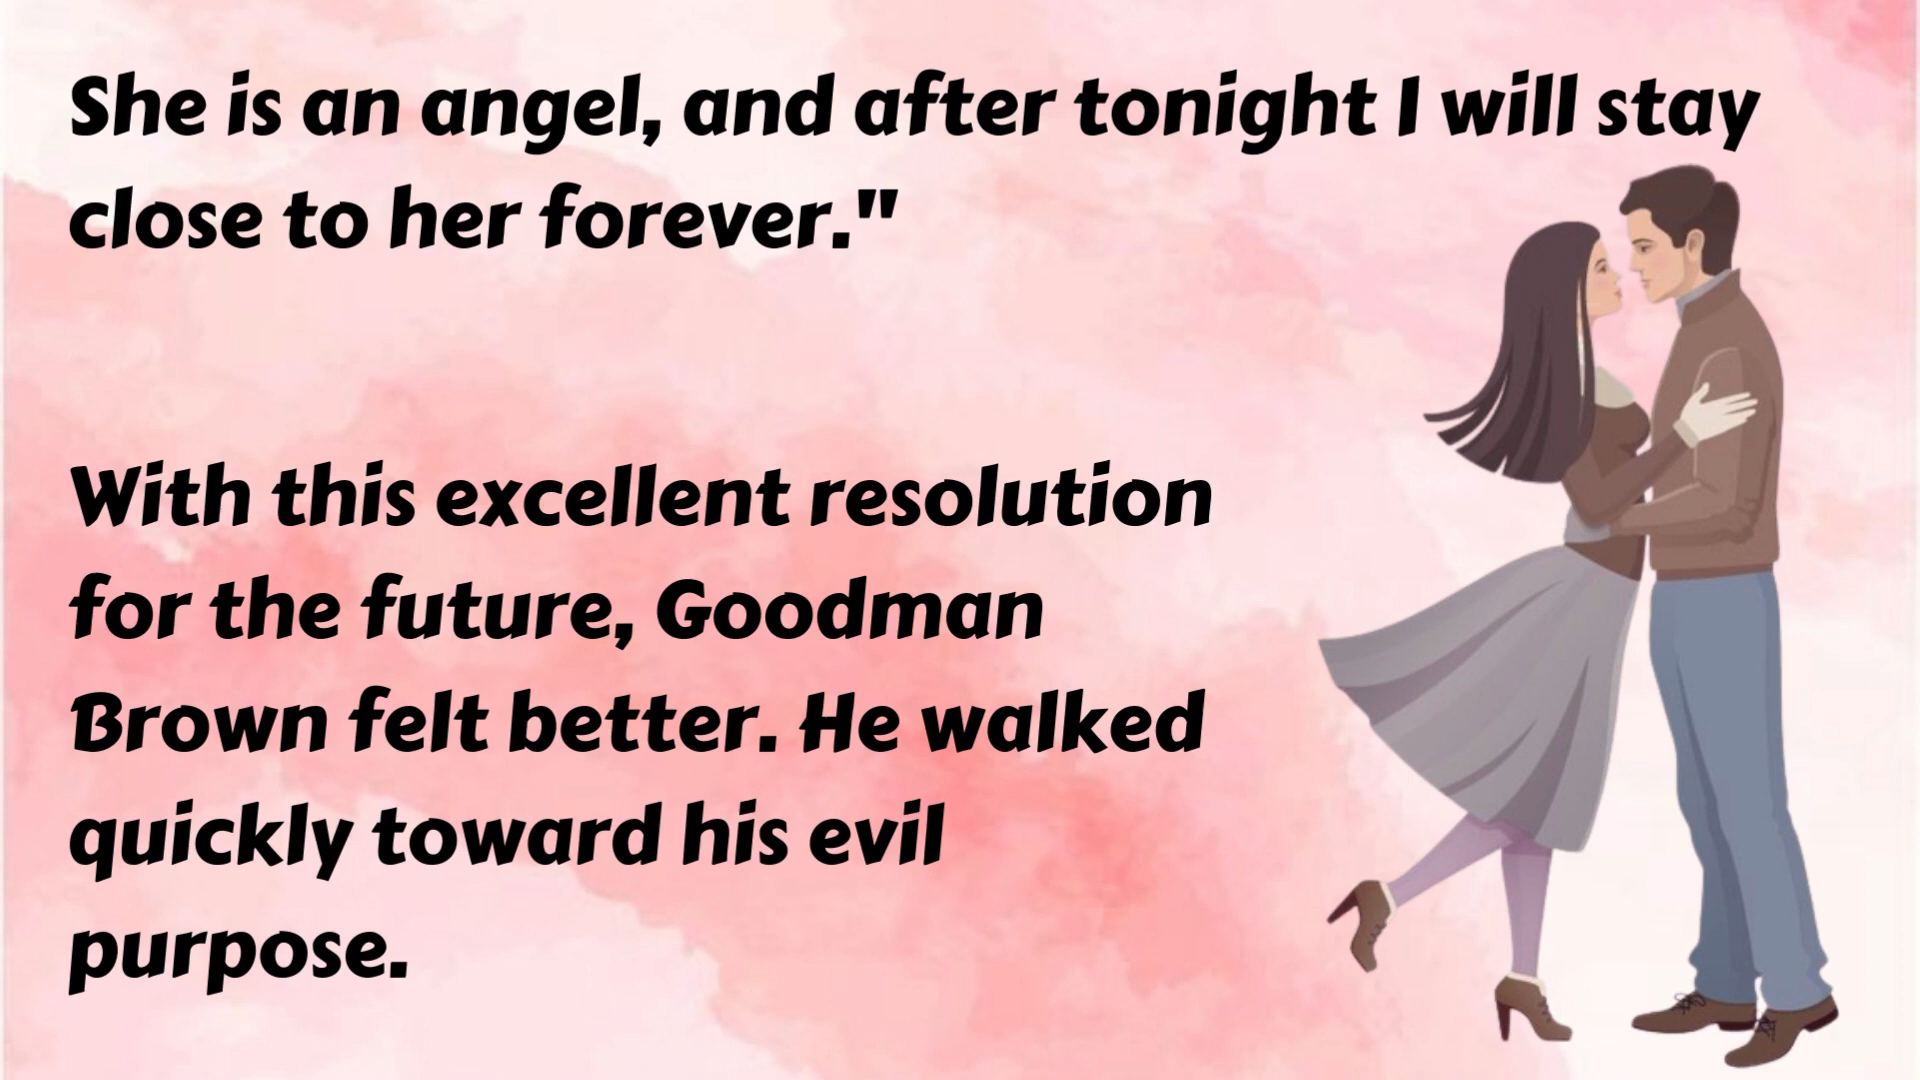 She is an angel, and after tonight I will stay
close to her forever."
With this excellent resolution
for the future, Goodman
Brown felt better. He walked
quickly toward his evil
purpose.